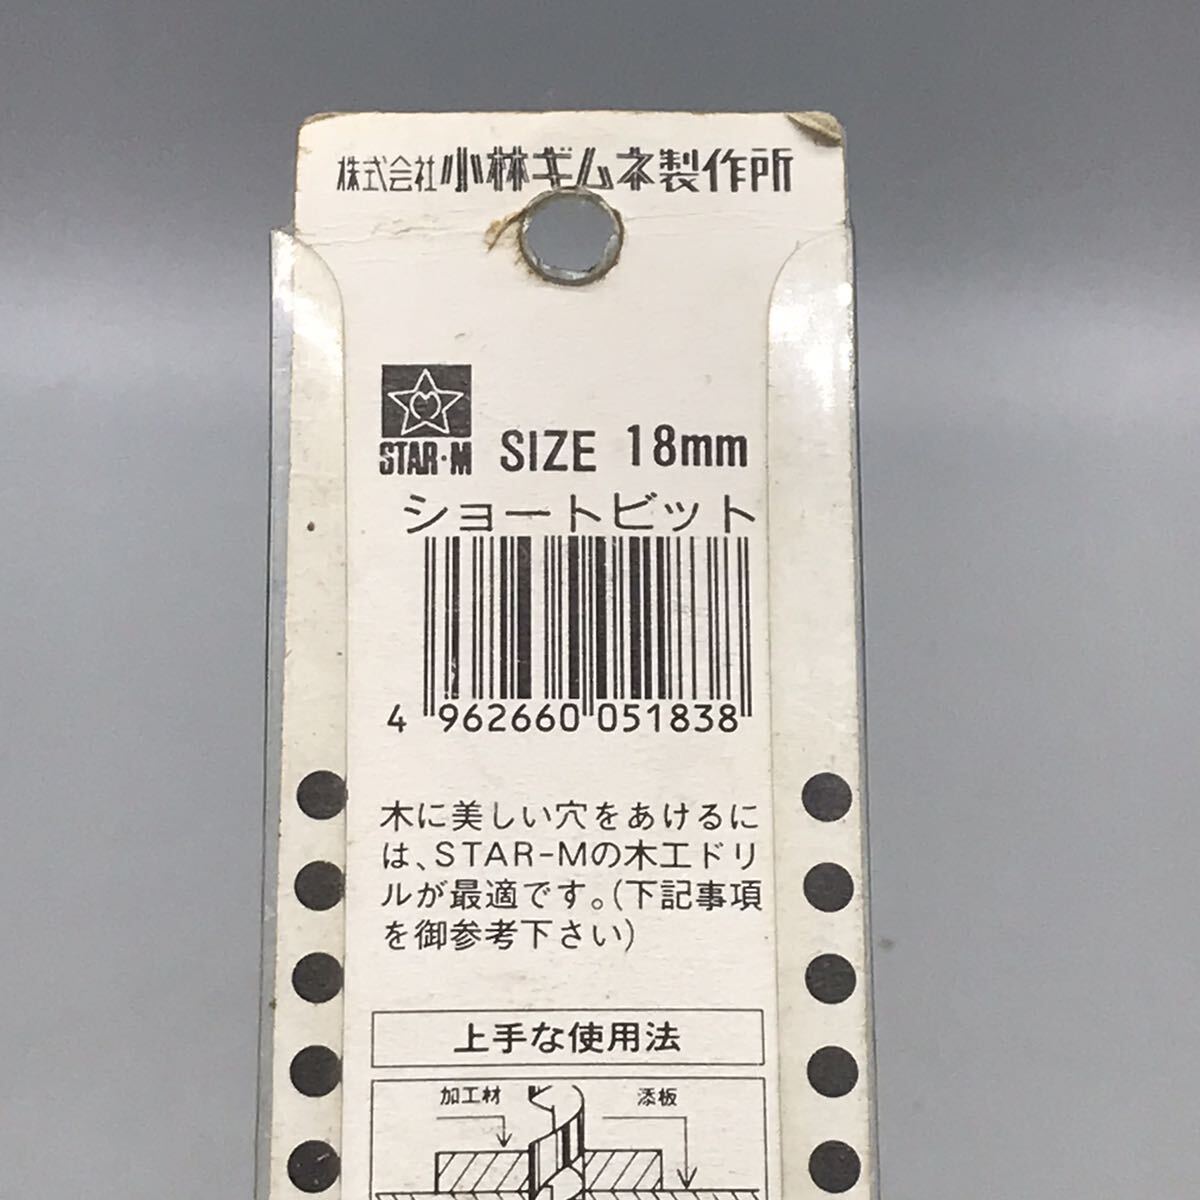 株式会社小林ギムネ製作所
STAR・M SIZE 18mm
ショートビット
4 962660 051838
木に美しい穴をあけるに
は、STAR-Mの木工ドリ
ルが最適です。(下記事項
を御参考下さい)
上手な使用法
加工材 添板